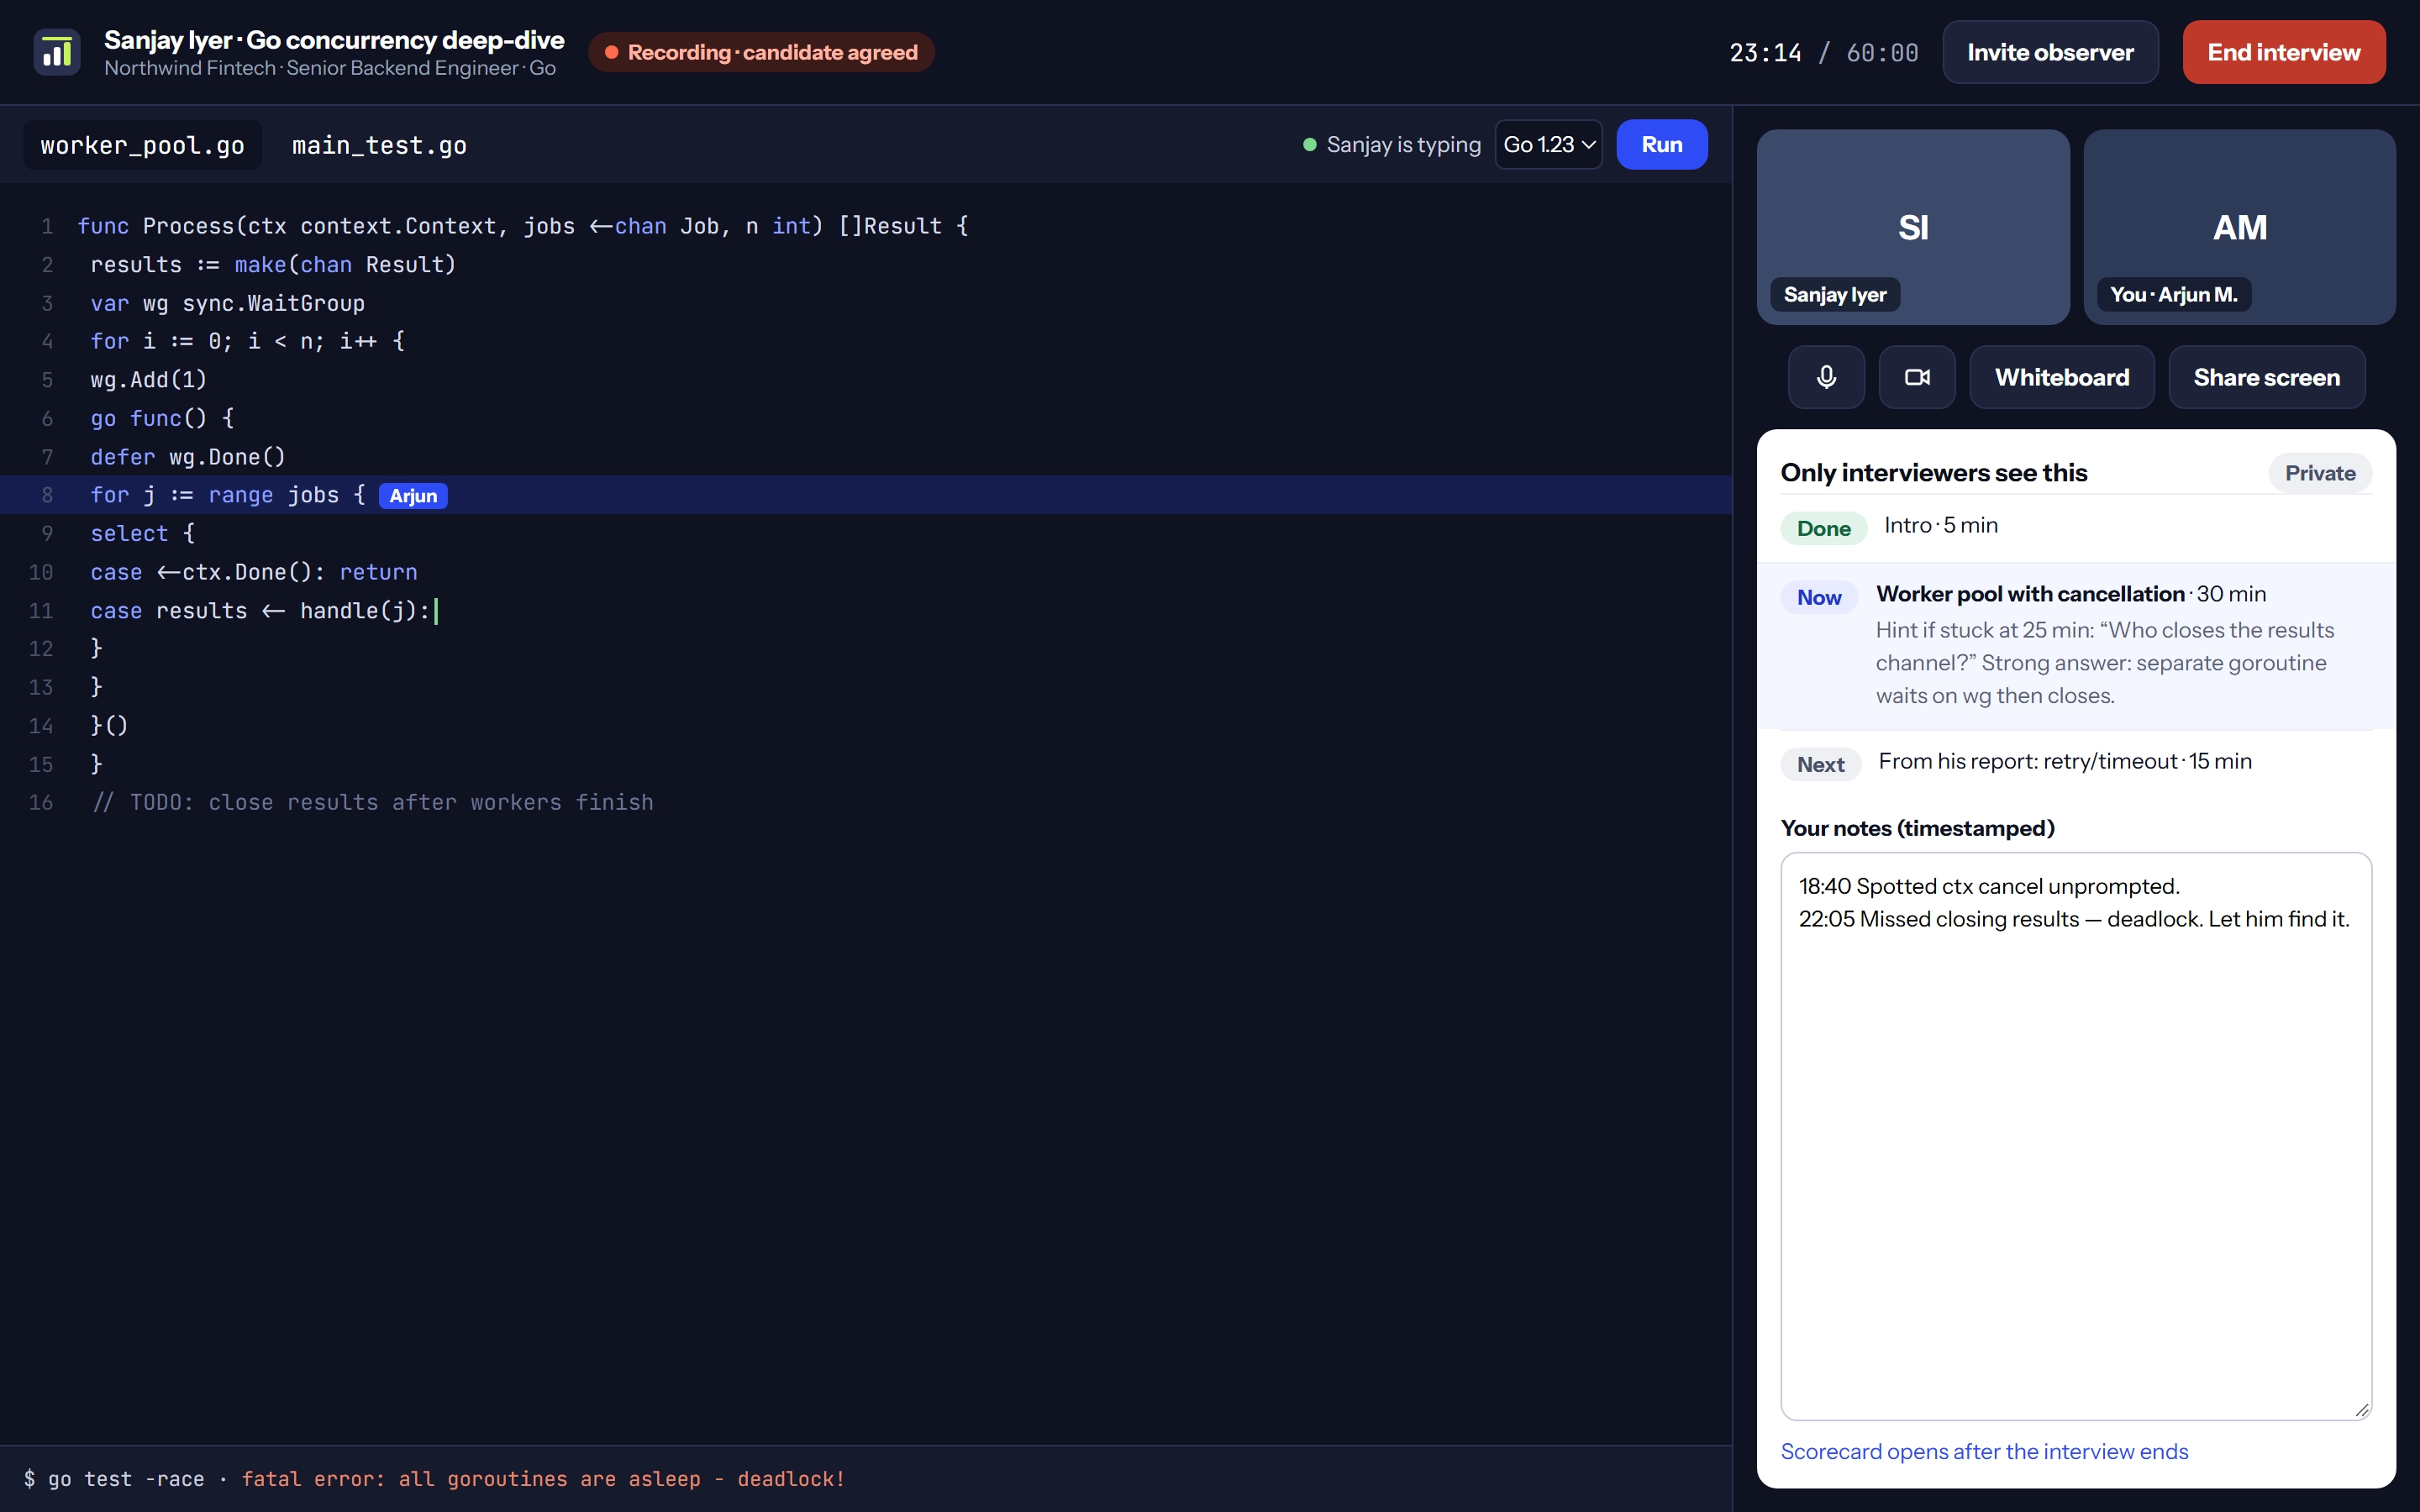 Sanjay Iyer · Go concurrency deep-dive
Northwind Fintech · Senior Backend Engineer · Go
Recording · candidate agreed
23:14 / 60:00
Invite observer
End interview
worker_pool.go
main_test.go
Sanjay is typing
Go 1.23
Run
1 func Process(ctx context.Context, jobs <-chan Job, n int) []Result {
2 results := make(chan Result)
3 var wg sync.WaitGroup
4 for i := 0; i < n; i++ {
5 wg.Add(1)
6 go func() {
7 defer wg.Done()
8 for j := range jobs { Arjun
9 select {
10 case <-ctx.Done(): return
11 case results <- handle(j):
12 }
13 }
14 }()
15 }
16 // TODO: close results after workers finish
$ go test -race · fatal error: all goroutines are asleep - deadlock!
SI
Sanjay Iyer
AM
You · Arjun M.
Whiteboard
Share screen
Only interviewers see this
Private
Done
Intro · 5 min
Now
Worker pool with cancellation · 30 min
Hint if stuck at 25 min: “Who closes the results
channel?” Strong answer: separate goroutine
waits on wg then closes.
Next
From his report: retry/timeout · 15 min
Your notes (timestamped)
18:40 Spotted ctx cancel unprompted.
22:05 Missed closing results — deadlock. Let him find it.
Scorecard opens after the interview ends